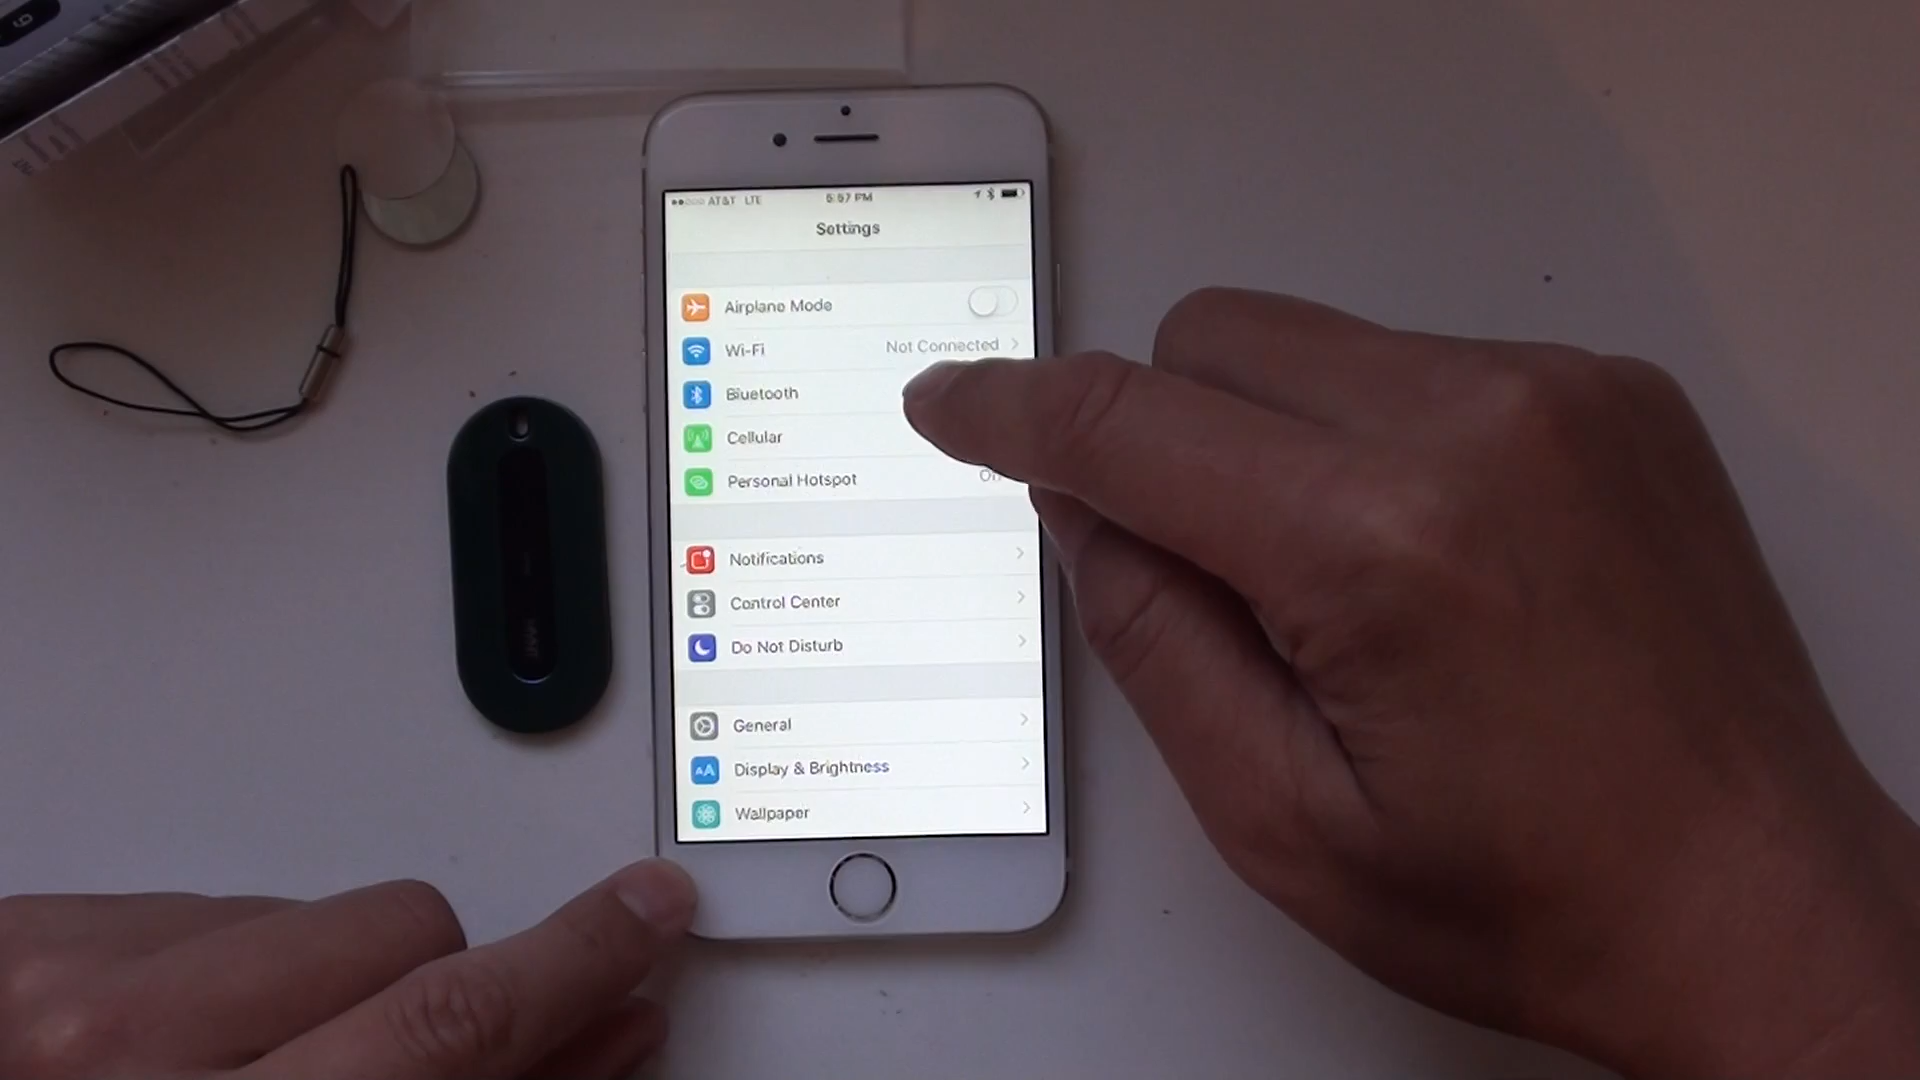 AT&T LTE 5:57 PM
Settings
Airplane Mode
Wi-Fi Not Connected
Bluetooth
Cellular
Personal Hotspot
Notifications
Control Center
Do Not Disturb
General
AA Display & Brightness
Wallpaper